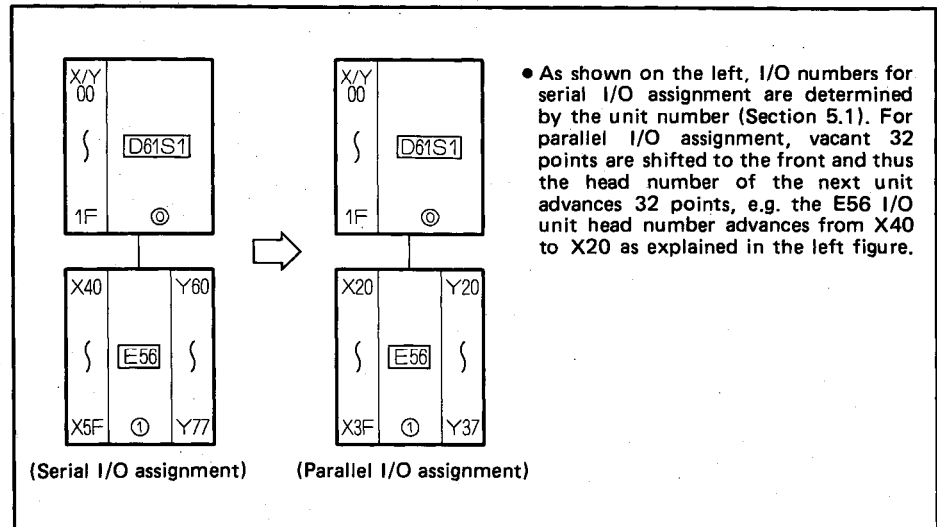 X/Y
00
D61S1
1F ⓪
X40 Y60
E56
X5F ① Y77
(Serial I/O assignment)
X/Y
00
D61S1
1F ⓪
X20 Y20
E56
X3F ① Y37
(Parallel I/O assignment)
● As shown on the left, I/O numbers for
serial I/O assignment are determined
by the unit number (Section 5.1). For
parallel I/O assignment, vacant 32
points are shifted to the front and thus
the head number of the next unit
advances 32 points, e.g. the E56 I/O
unit head number advances from X40
to X20 as explained in the left figure.